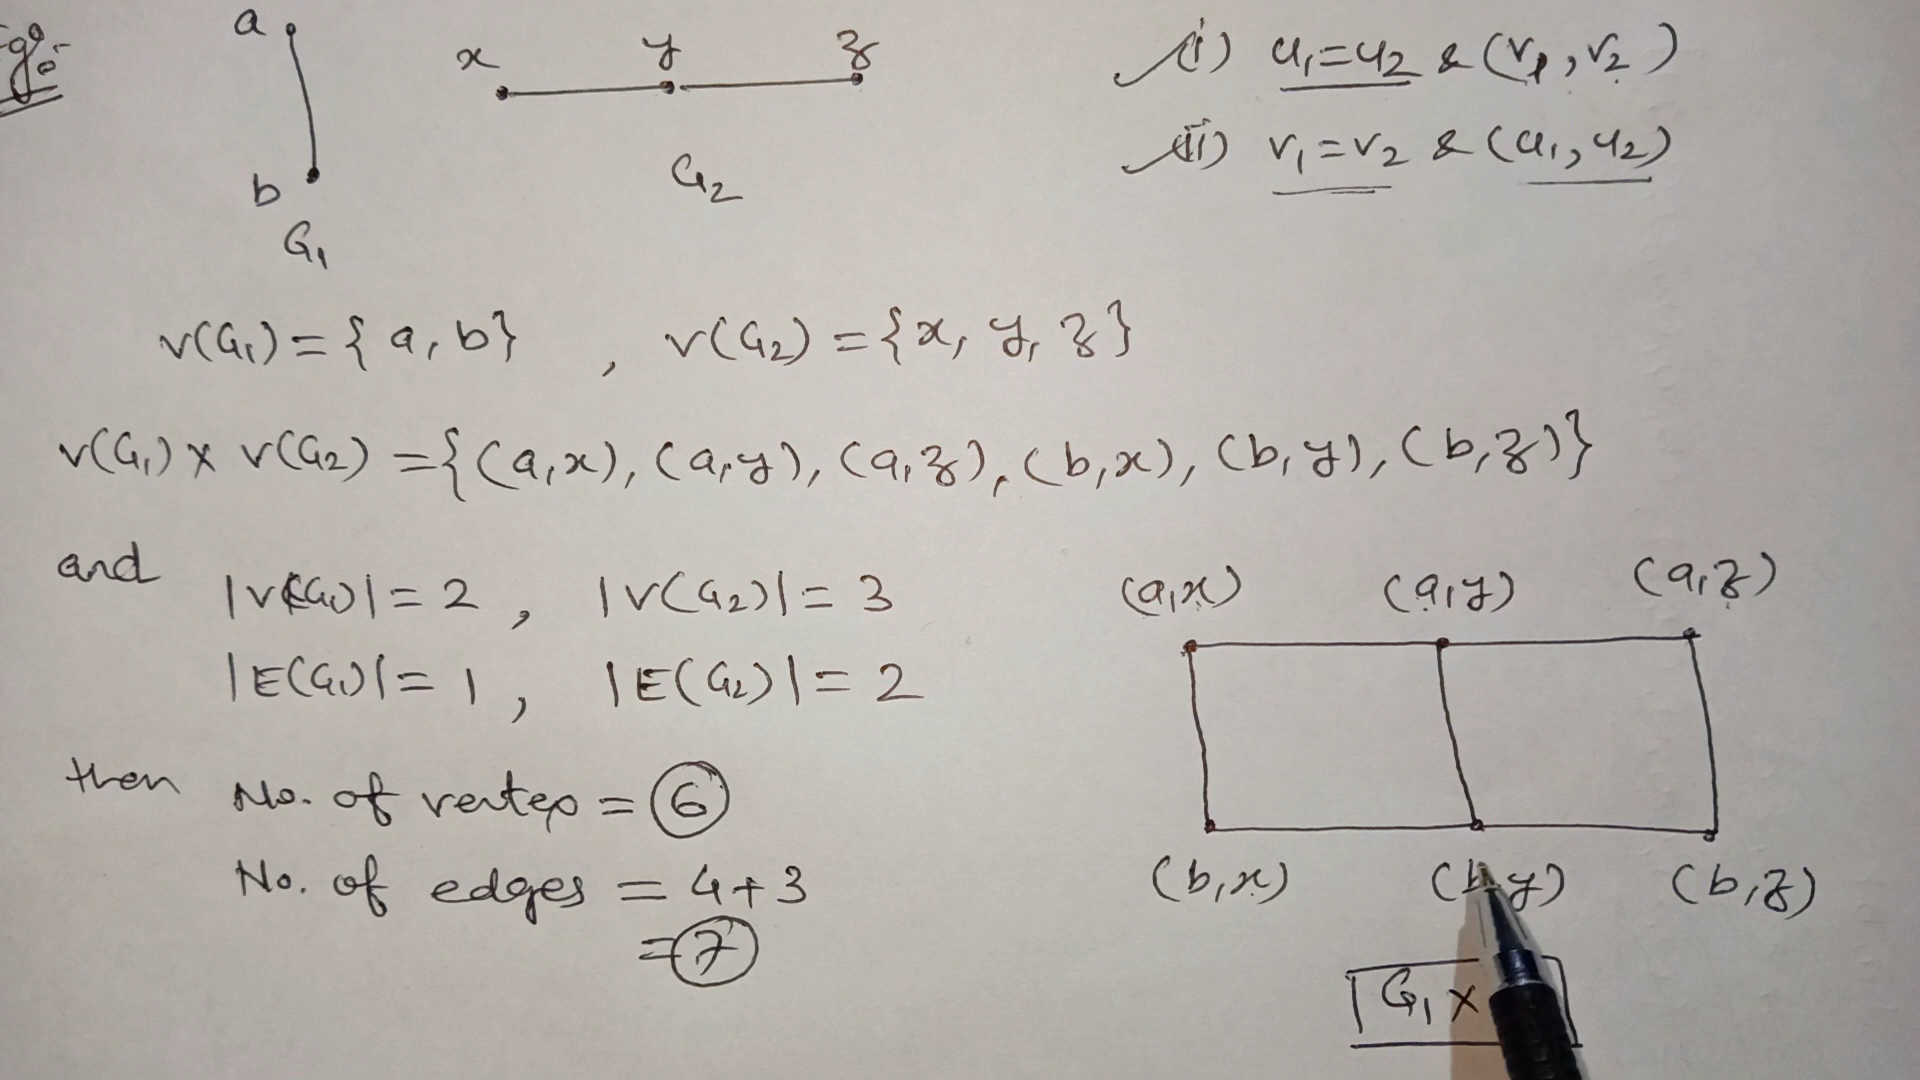 Eg:-
a
x y z
b
G₁
G₂
i) u₁=u₂ & (v₁, v₂)
ii) v₁=v₂ & (u₁, u₂)
v(G₁) = {a, b} , v(G₂) = {x, y, z}
v(G₁) × v(G₂) = {(a,x), (a,y), (a,z), (b,x), (b,y), (b,z)}
and |v(G₁)| = 2 , |v(G₂)| = 3
|E(G₁)| = 1 , |E(G₂)| = 2
then No. of vertex = 6
No. of edges = 4+3
= 7
(a,x) (a,y) (a,z)
(b,x) (b,y) (b,z)
G₁ ×